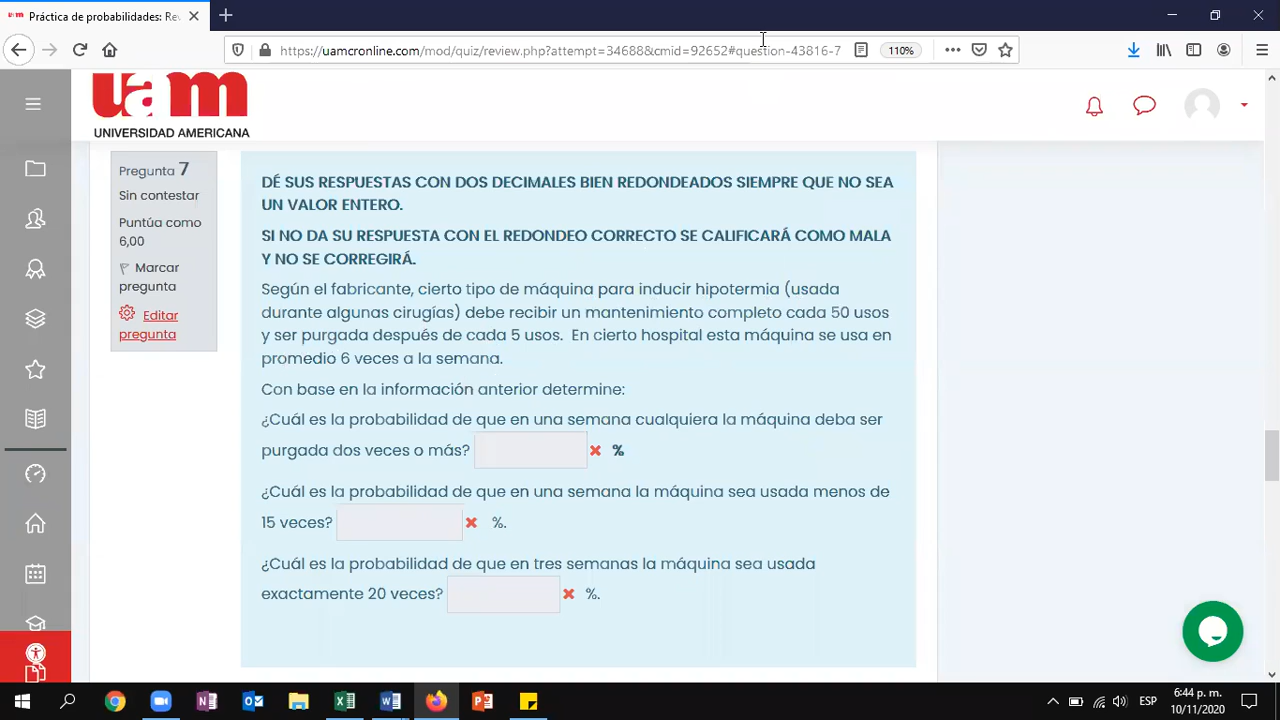 Práctica de probabilidades: Rev
https://uamcronline.com/mod/quiz/review.php?attempt=34688&cmid=92652#question-43816-7
110%
uam
UNIVERSIDAD AMERICANA
Pregunta 7
Sin contestar
Puntúa como
6,00
Marcar
pregunta
Editar
pregunta
DÉ SUS RESPUESTAS CON DOS DECIMALES BIEN REDONDEADOS SIEMPRE QUE NO SEA
UN VALOR ENTERO.
SI NO DA SU RESPUESTA CON EL REDONDEO CORRECTO SE CALIFICARÁ COMO MALA
Y NO SE CORREGIRÁ.
Según el fabricante, cierto tipo de máquina para inducir hipotermia (usada
durante algunas cirugías) debe recibir un mantenimiento completo cada 50 usos
y ser purgada después de cada 5 usos. En cierto hospital esta máquina se usa en
promedio 6 veces a la semana.
Con base en la información anterior determine:
¿Cuál es la probabilidad de que en una semana cualquiera la máquina deba ser
purgada dos veces o más? %
¿Cuál es la probabilidad de que en una semana la máquina sea usada menos de
15 veces? %.
¿Cuál es la probabilidad de que en tres semanas la máquina sea usada
exactamente 20 veces? %.
ESP
6:44 p. m.
10/11/2020